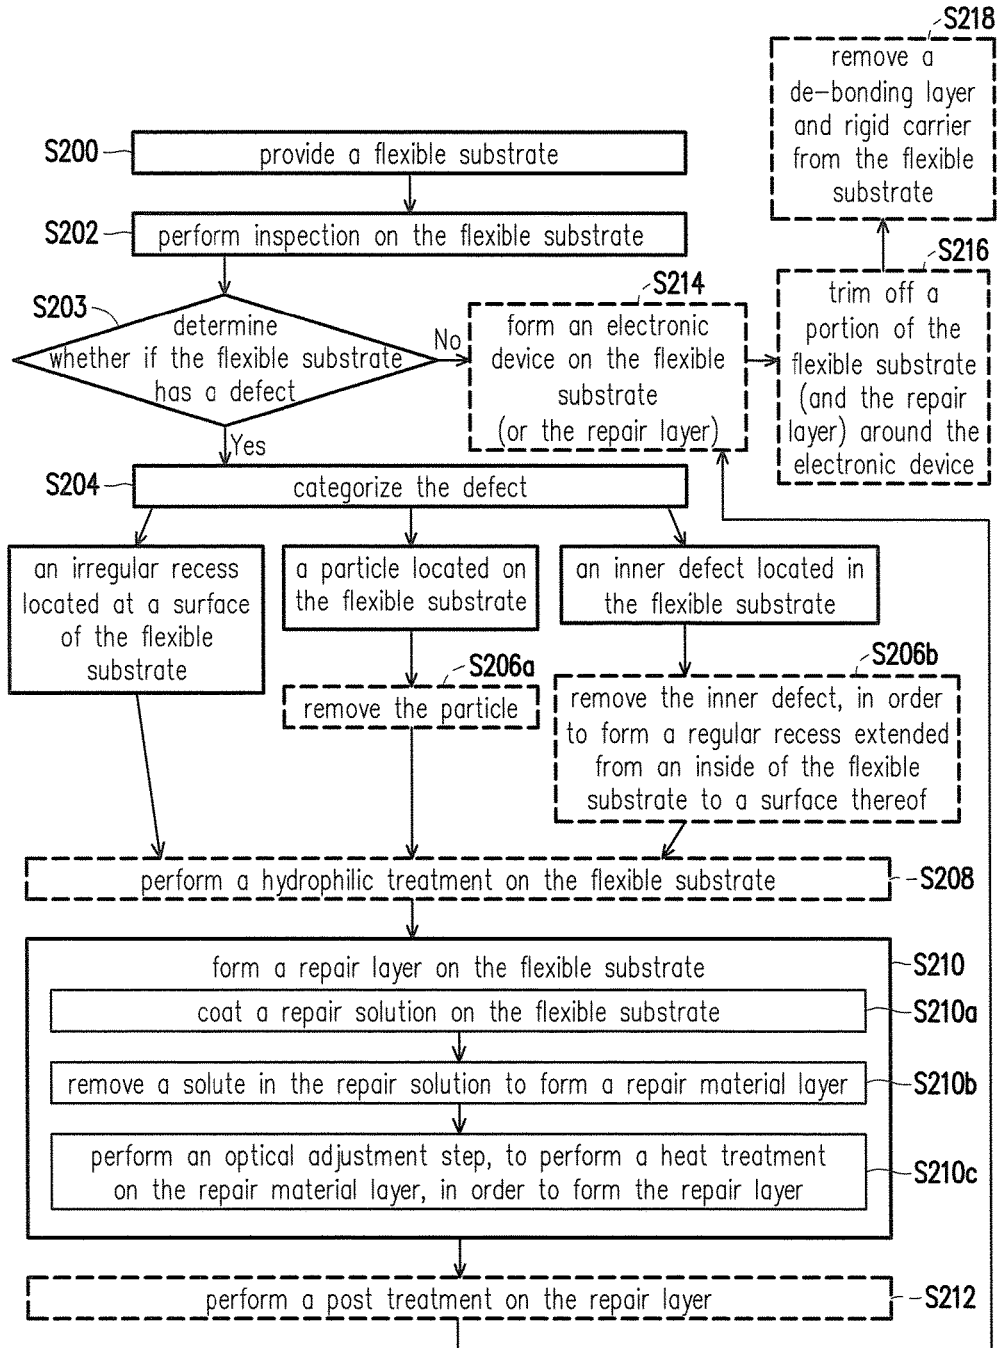 S218
remove a
de-bonding layer
and rigid carrier
from the flexible
substrate
S200
provide a flexible substrate
S202
perform inspection on the flexible substrate
S203
determine
whether if the flexible substrate
has a defect
No
Yes
S214
form an electronic
device on the flexible
substrate
(or the repair layer)
S216
trim off a
portion of the
flexible substrate
(and the repair
layer) around the
electronic device
S204
categorize the defect
an irregular recess
located at a surface
of the flexible
substrate
a particle located on
the flexible substrate
an inner defect located in
the flexible substrate
S206a
remove the particle
S206b
remove the inner defect, in order
to form a regular recess extended
from an inside of the flexible
substrate to a surface thereof
perform a hydrophilic treatment on the flexible substrate
S208
form a repair layer on the flexible substrate
S210
coat a repair solution on the flexible substrate
S210a
remove a solute in the repair solution to form a repair material layer
S210b
perform an optical adjustment step, to perform a heat treatment
on the repair material layer, in order to form the repair layer
S210c
perform a post treatment on the repair layer
S212